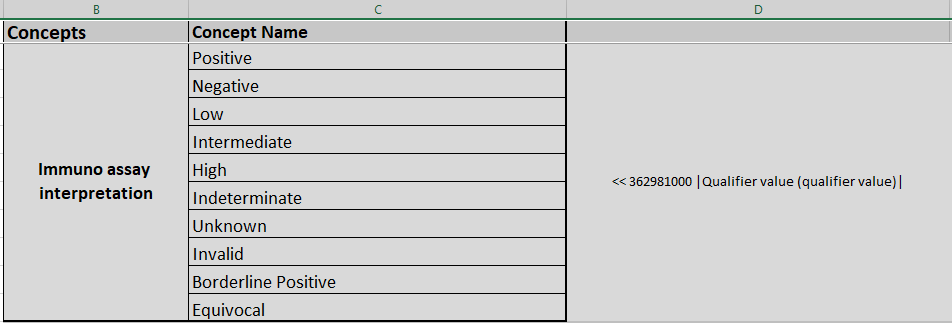 B C D
Concepts Concept Name
Positive
Negative
Low
Intermediate
High
Indeterminate
Unknown
Invalid
Borderline Positive
Equivocal
Immuno assay
interpretation
<< 362981000 |Qualifier value (qualifier value)|